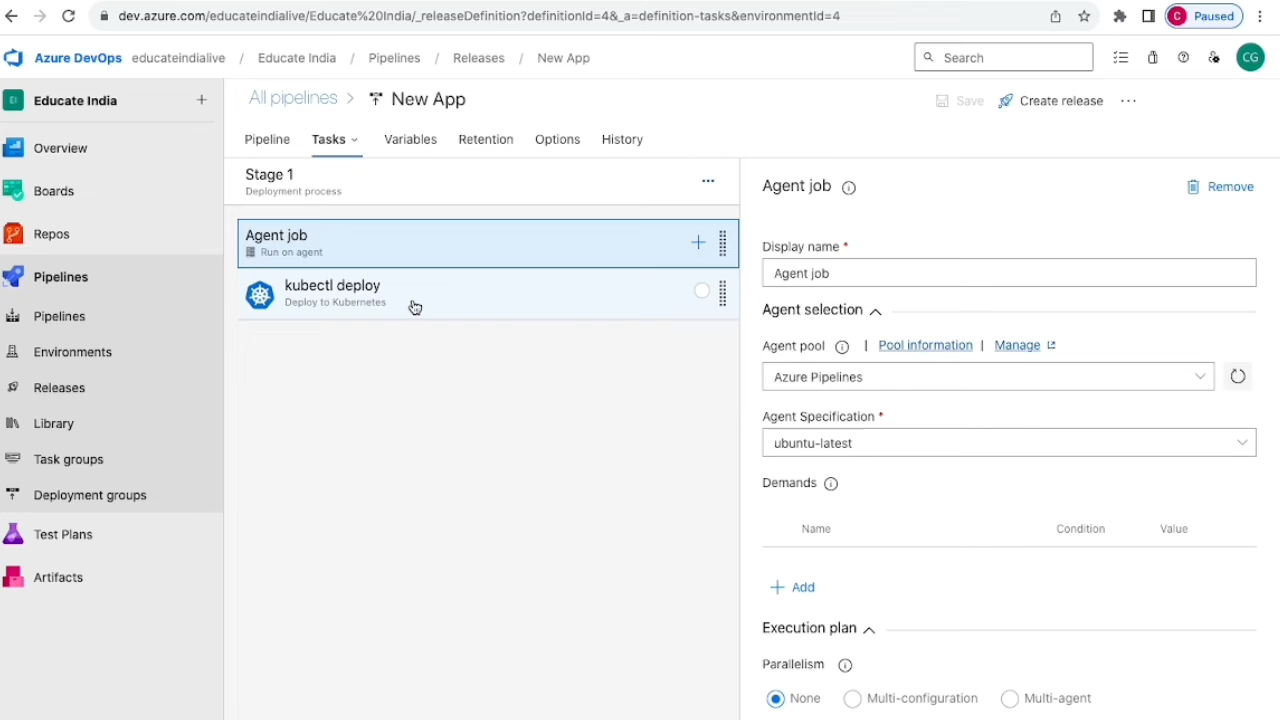 dev.azure.com/educateindialive/Educate%20India/_releaseDefinition?definitionId=4&_a=definition-tasks&environmentId=4
C Paused
Azure DevOps educateindialive / Educate India / Pipelines / Releases / New App
Search
CG
EI Educate India +
All pipelines > New App
Save Create release ...
Pipeline Tasks Variables Retention Options History
Overview
Boards
Repos
Pipelines
Pipelines
Environments
Releases
Library
Task groups
Deployment groups
Test Plans
Artifacts
Stage 1
Deployment process
...
Agent job
Run on agent
kubectl deploy
Deploy to Kubernetes
Agent job
Remove
Display name *
Agent job
Agent selection
Agent pool | Pool information | Manage
Azure Pipelines
Agent Specification *
ubuntu-latest
Demands
Name Condition Value
+ Add
Execution plan
Parallelism
None Multi-configuration Multi-agent